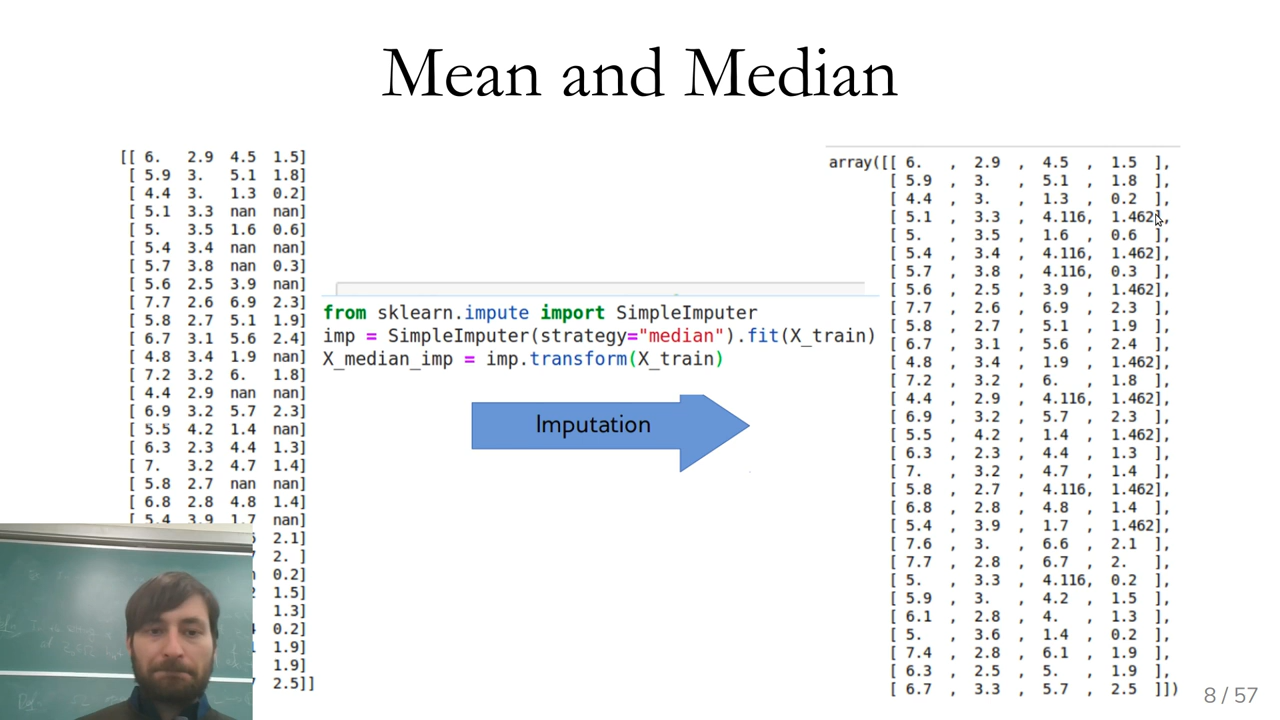 Mean and Median
[[ 6. 2.9 4.5 1.5]
[ 5.9 3. 5.1 1.8]
[ 4.4 3. 1.3 0.2]
[ 5.1 3.3 nan nan]
[ 5. 3.5 1.6 0.6]
[ 5.4 3.4 nan nan]
[ 5.7 3.8 nan 0.3]
[ 5.6 2.5 3.9 nan]
[ 7.7 2.6 6.9 2.3]
[ 5.8 2.7 5.1 1.9]
[ 6.7 3.1 5.6 2.4]
[ 4.8 3.4 1.9 nan]
[ 7.2 3.2 6. 1.8]
[ 4.4 2.9 nan nan]
[ 6.9 3.2 5.7 2.3]
[ 5.5 4.2 1.4 nan]
[ 6.3 2.3 4.4 1.3]
[ 7. 3.2 4.7 1.4]
[ 5.8 2.7 nan nan]
[ 6.8 2.8 4.8 1.4]
[ 5.4 3.9 1.7 nan]
2.1]
2. ]
0.2]
1.5]
1.3]
0.2]
1.9]
1.9]
2.5]]
from sklearn.impute import SimpleImputer
imp = SimpleImputer(strategy="median").fit(X_train)
X_median_imp = imp.transform(X_train)
Imputation
array([[ 6. , 2.9 , 4.5 , 1.5 ],
[ 5.9 , 3. , 5.1 , 1.8 ],
[ 4.4 , 3. , 1.3 , 0.2 ],
[ 5.1 , 3.3 , 4.116, 1.462],
[ 5. , 3.5 , 1.6 , 0.6 ],
[ 5.4 , 3.4 , 4.116, 1.462],
[ 5.7 , 3.8 , 4.116, 0.3 ],
[ 5.6 , 2.5 , 3.9 , 1.462],
[ 7.7 , 2.6 , 6.9 , 2.3 ],
[ 5.8 , 2.7 , 5.1 , 1.9 ],
[ 6.7 , 3.1 , 5.6 , 2.4 ],
[ 4.8 , 3.4 , 1.9 , 1.462],
[ 7.2 , 3.2 , 6. , 1.8 ],
[ 4.4 , 2.9 , 4.116, 1.462],
[ 6.9 , 3.2 , 5.7 , 2.3 ],
[ 5.5 , 4.2 , 1.4 , 1.462],
[ 6.3 , 2.3 , 4.4 , 1.3 ],
[ 7. , 3.2 , 4.7 , 1.4 ],
[ 5.8 , 2.7 , 4.116, 1.462],
[ 6.8 , 2.8 , 4.8 , 1.4 ],
[ 5.4 , 3.9 , 1.7 , 1.462],
[ 7.6 , 3. , 6.6 , 2.1 ],
[ 7.7 , 2.8 , 6.7 , 2. ],
[ 5. , 3.3 , 4.116, 0.2 ],
[ 5.9 , 3. , 4.2 , 1.5 ],
[ 6.1 , 2.8 , 4. , 1.3 ],
[ 5. , 3.6 , 1.4 , 0.2 ],
[ 7.4 , 2.8 , 6.1 , 1.9 ],
[ 6.3 , 2.5 , 5. , 1.9 ],
[ 6.7 , 3.3 , 5.7 , 2.5 ]])
8 / 57